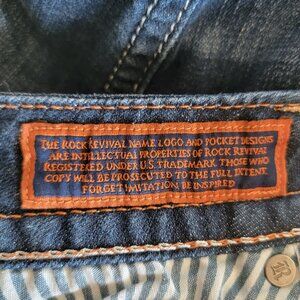 THE ROCK REVIVAL NAME LOGO AND POCKET DESIGNS
ARE INTELLECTUAL PROPERTIES OF ROCK REVIVAL
REGISTERED UNDER U.S. TRADEMARK THOSE WHO
COPY WILL BE PROSECUTED TO THE FULL EXTENT.
FORGET IMITATION, BE INSPIRED
R